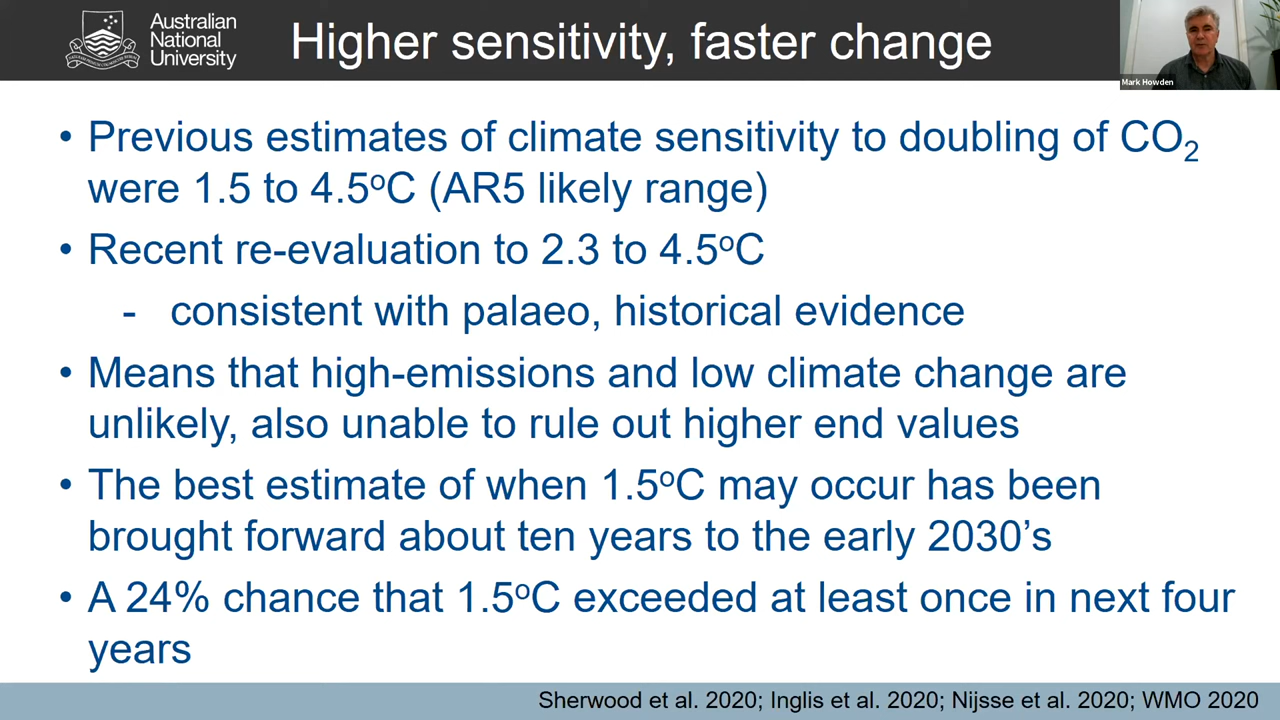 Australian
National
University
Higher sensitivity, faster change
Mark Howden
• Previous estimates of climate sensitivity to doubling of CO₂
were 1.5 to 4.5ºC (AR5 likely range)
• Recent re-evaluation to 2.3 to 4.5ºC
- consistent with palaeo, historical evidence
• Means that high-emissions and low climate change are
unlikely, also unable to rule out higher end values
• The best estimate of when 1.5ºC may occur has been
brought forward about ten years to the early 2030’s
• A 24% chance that 1.5ºC exceeded at least once in next four
years
Sherwood et al. 2020; Inglis et al. 2020; Nijsse et al. 2020; WMO 2020